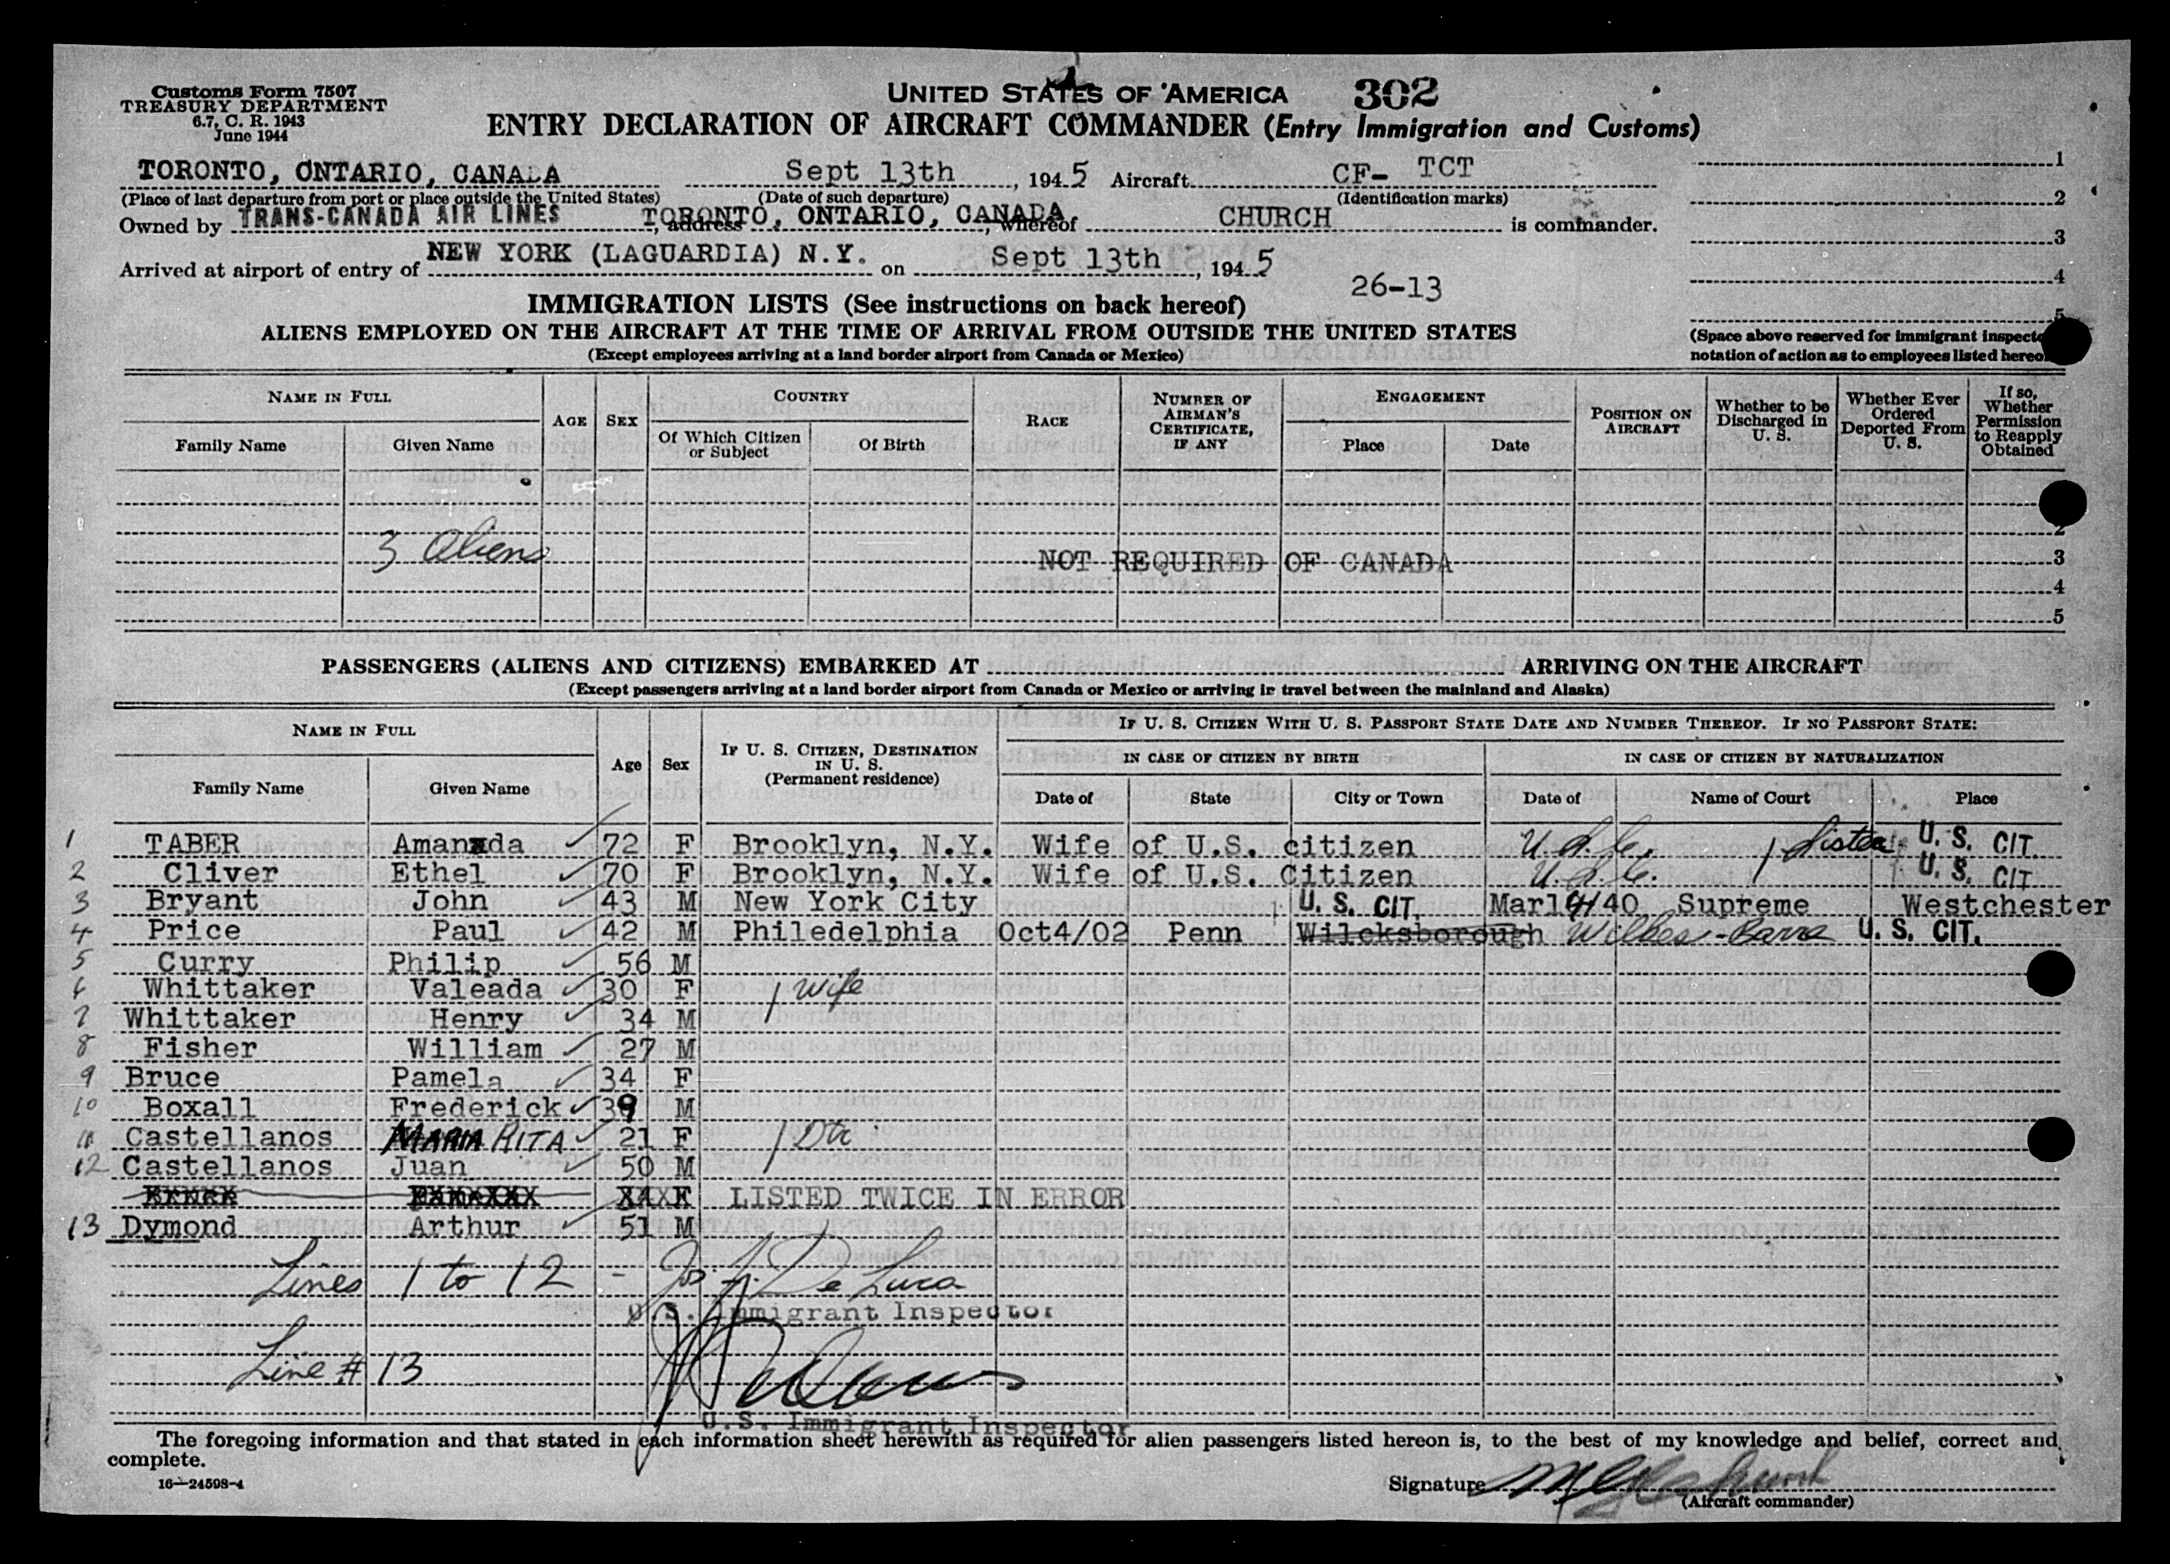 Customs Form 7507
TREASURY DEPARTMENT
6.7, C. R. 1943
June 1944
UNITED STATES OF AMERICA 302
ENTRY DECLARATION OF AIRCRAFT COMMANDER (Entry Immigration and Customs)
TORONTO, ONTARIO, CANADA Sept 13th, 1945 Aircraft CF- TCT
(Place of last departure from port or place outside the United States) (Date of such departure) (Identification marks)
Owned by TRANS-CANADA AIR LINES, address TORONTO, ONTARIO, CANADA, whereof CHURCH is commander.
Arrived at airport of entry of NEW YORK (LAGUARDIA) N.Y. on Sept 13th, 1945
26-13
1
2
3
4
5
(Space above reserved for immigrant
notation of action as to employees listed
IMMIGRATION LISTS (See instructions on back hereof)
ALIENS EMPLOYED ON THE AIRCRAFT AT THE TIME OF ARRIVAL FROM OUTSIDE THE UNITED STATES
(Except employees arriving at a land border airport from Canada or Mexico)
NAME IN FULL AGE SEX COUNTRY RACE NUMBER OF AIRMAN'S CERTIFICATE, IF ANY ENGAGEMENT POSITION ON AIRCRAFT Whether to be Discharged in U. S. Whether Ever Ordered Deported From U. S. If so, Whether Permission to Reapply Obtained
Family Name Given Name Of Which Citizen or Subject Of Birth Place Date
2
3 Aliens NOT REQUIRED OF CANADA 3
4
5
PASSENGERS (ALIENS AND CITIZENS) EMBARKED AT ARRIVING ON THE AIRCRAFT
(Except passengers arriving at a land border airport from Canada or Mexico or arriving in travel between the mainland and Alaska)
NAME IN FULL Age Sex IF U. S. CITIZEN, DESTINATION IN U. S. (Permanent residence) IF U. S. CITIZEN WITH U. S. PASSPORT STATE DATE AND NUMBER THEREOF. IF NO PASSPORT STATE:
IN CASE OF CITIZEN BY BIRTH IN CASE OF CITIZEN BY NATURALIZATION
Family Name Given Name Date of State City or Town Date of Name of Court Place
1 TABER Amanda 72 F Brooklyn, N.Y. Wife of U.S. citizen U.S.C. Sister U. S. CIT.
2 Cliver Ethel 70 F Brooklyn, N.Y. Wife of U.S. Citizen U.S.C. U. S. CIT
3 Bryant John 43 M New York City U. S. CIT. Mar14/40 Supreme Westchester
4 Price Paul 42 M Philedelphia Oct4/02 Penn Wilcksborough Wilkes-Barre U. S. CIT.
5 Curry Philip 56 M
6 Whittaker Valeada 30 F wife
7 Whittaker Henry 34 M
8 Fisher William 27 M
9 Bruce Pamela 34 F
10 Boxall Frederick 39 M
11 Castellanos MARIA RITA 21 F Dtr
12 Castellanos Juan 50 M
LISTED TWICE IN ERROR
13 Dymond Arthur 51 M
Lines 1 to 12 - Jos. J. De Luca
U.S. Immigrant Inspector
Line # 13
U.S. Immigrant Inspector
The foregoing information and that stated in each information sheet herewith as required for alien passengers listed hereon is, to the best of my knowledge and belief, correct and
complete.
16—24598-4
Signature
(Aircraft commander)